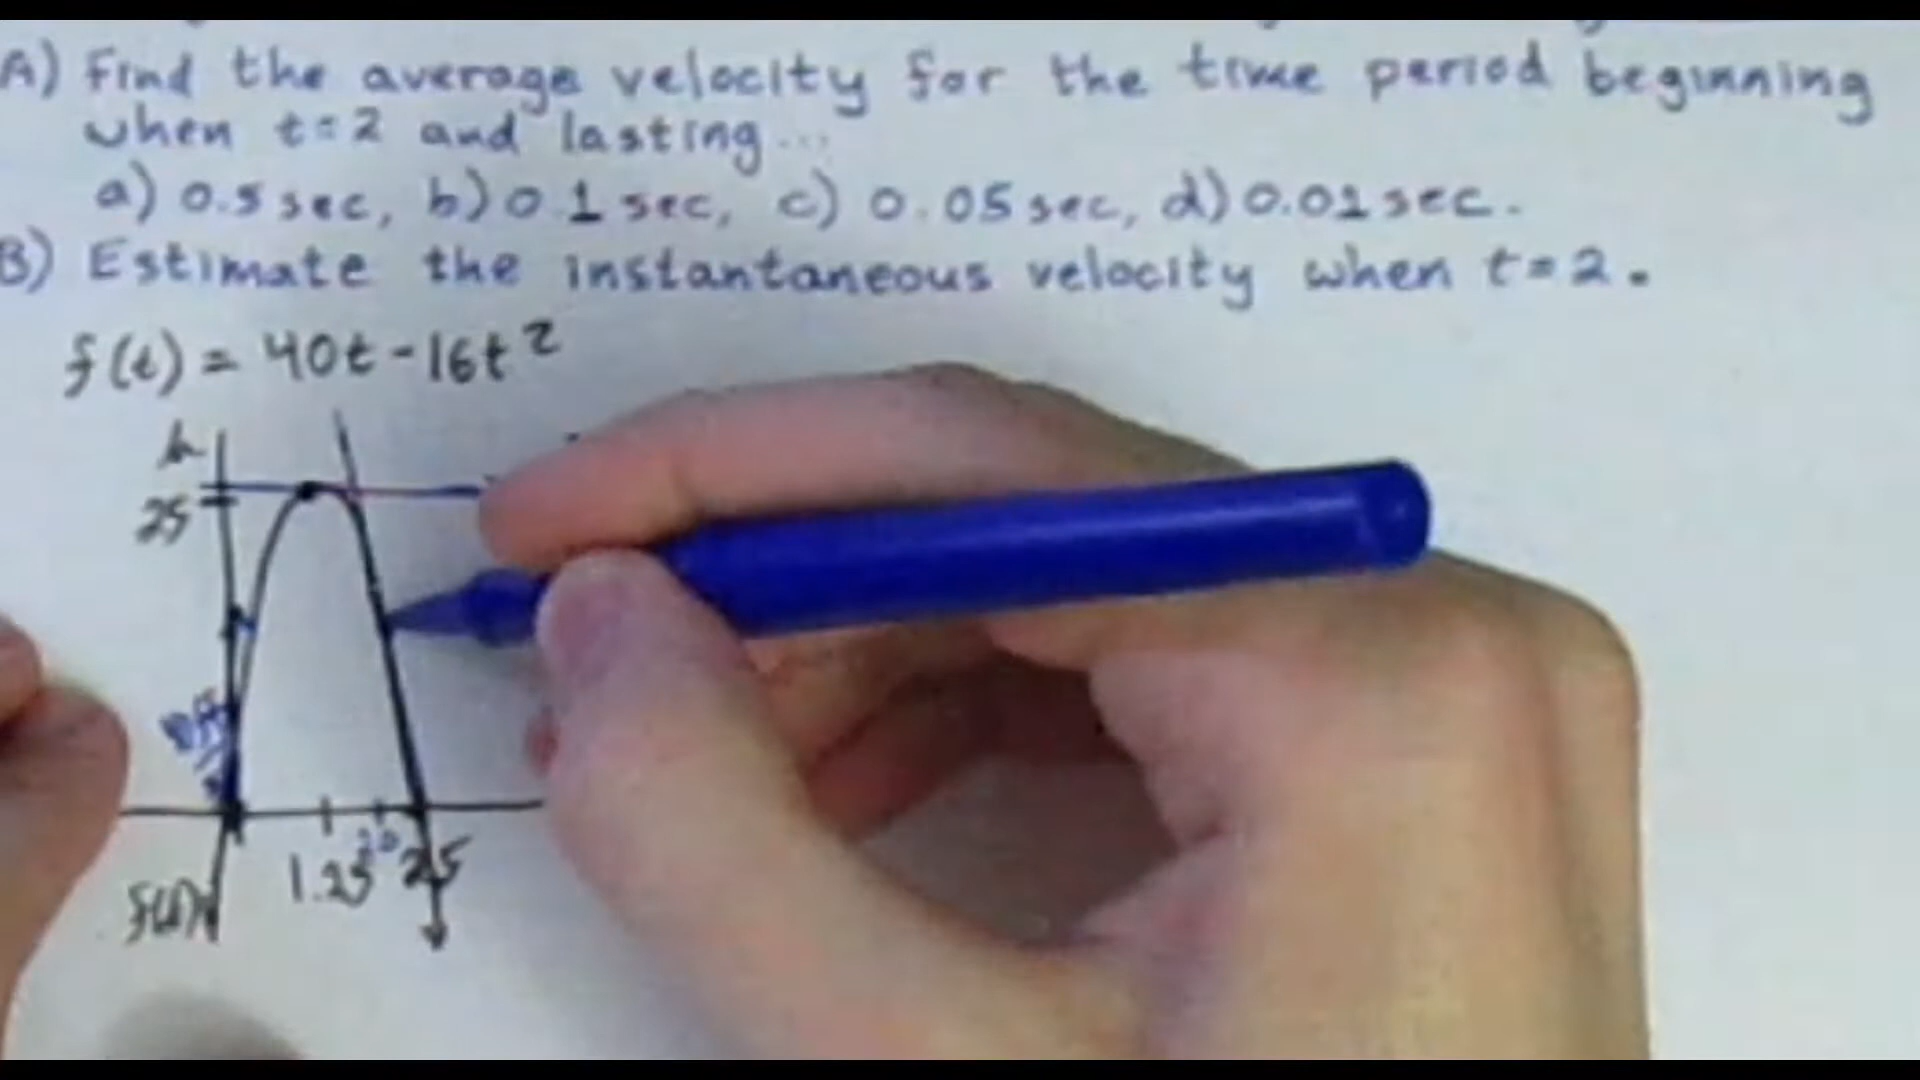 A) Find the average velocity for the time period beginning
when t=2 and lasting...
a) 0.5 sec, b) 0.1 sec, c) 0.05 sec, d) 0.01 sec.
B) Estimate the instantaneous velocity when t=2.
f(t) = 40t-16t²
h
25
1.25 2.0 2.5
f(t)